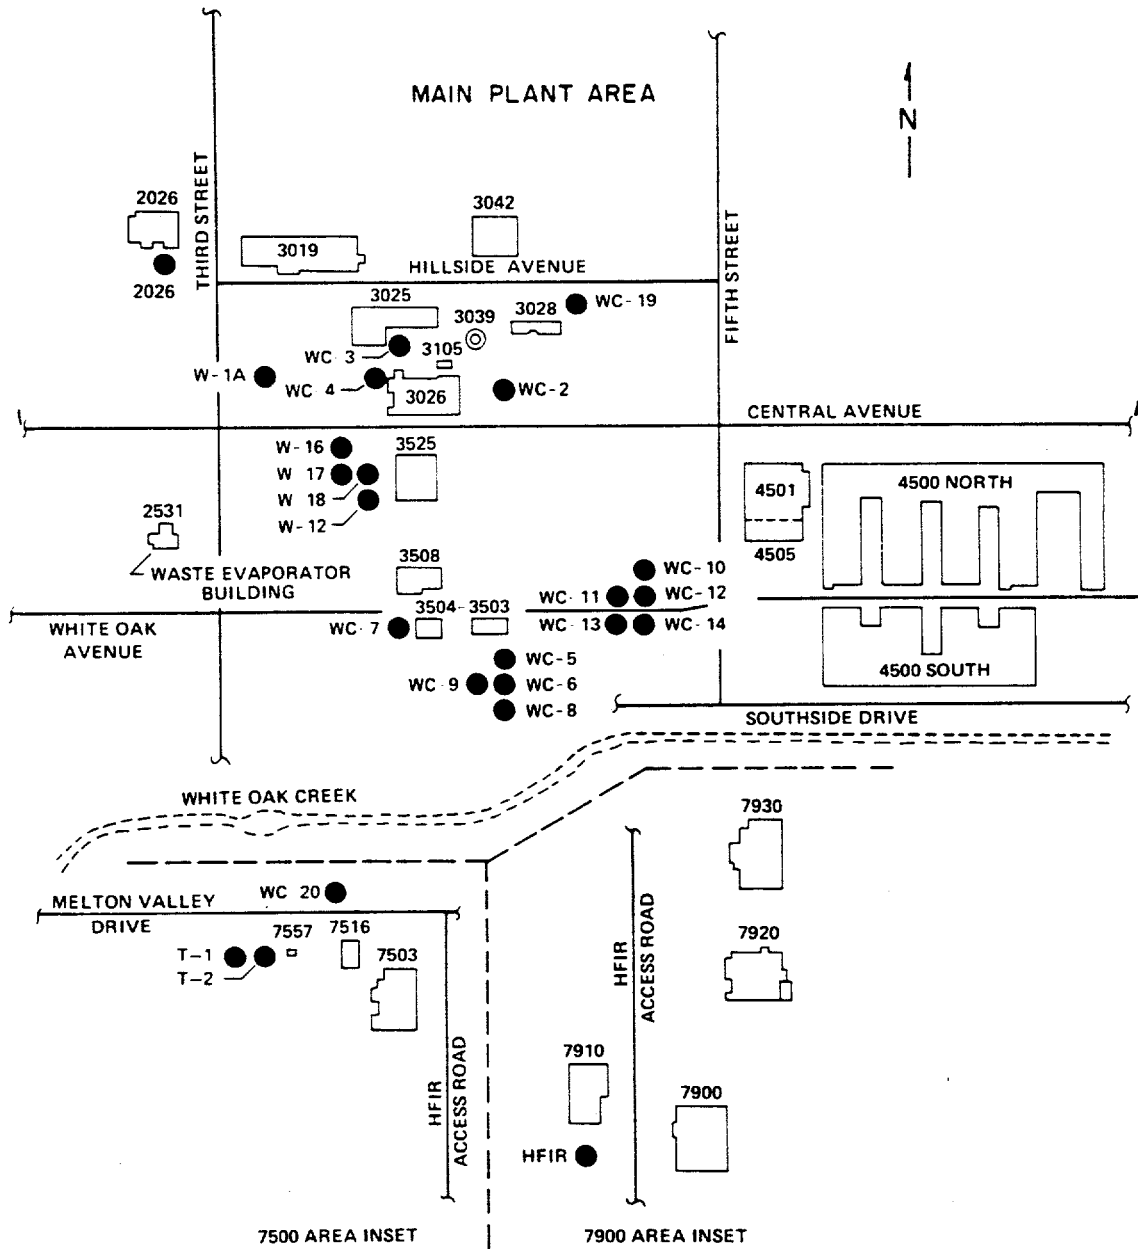 MAIN PLANT AREA
N
THIRD STREET
FIFTH STREET
2026
3042
3019
2026
HILLSIDE AVENUE
3025
WC-19
3039
3028
WC 3
3105
W-1A
WC 4
3026
WC-2
CENTRAL AVENUE
W-16
3525
W 17
W 18
W-12
4501
4500 NORTH
2531
4505
WASTE EVAPORATOR
BUILDING
3508
WC-10
WC-11
WC-12
3504-3503
WHITE OAK
AVENUE
WC-7
WC-13
WC-14
WC-5
WC-9
WC-6
WC-8
4500 SOUTH
SOUTHSIDE DRIVE
WHITE OAK CREEK
7930
MELTON VALLEY
DRIVE
WC 20
7557
7516
7503
T-1
T-2
7920
HFIR
ACCESS ROAD
HFIR
ACCESS ROAD
7910
7900
HFIR
7500 AREA INSET
7900 AREA INSET